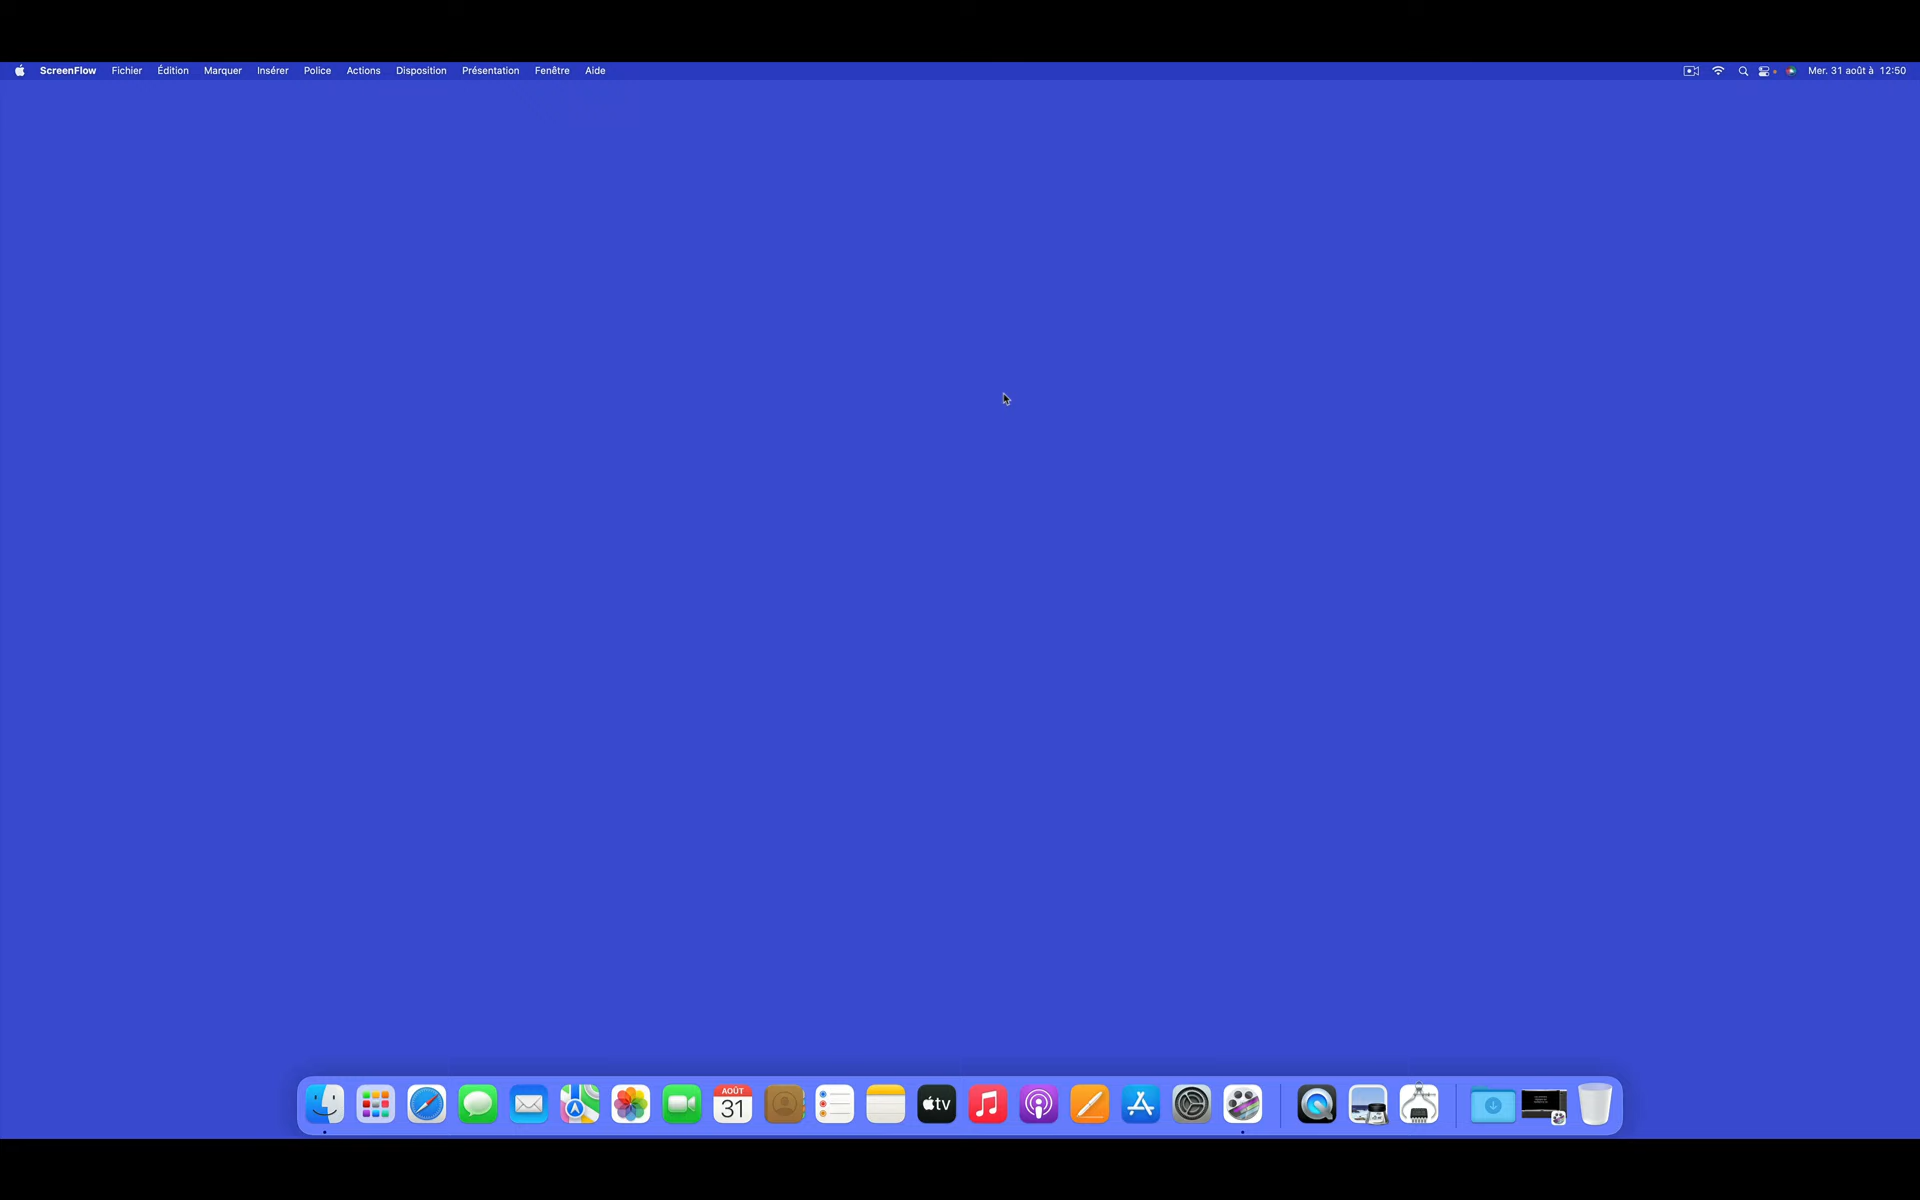 ScreenFlow Fichier Édition Marquer Insérer Police Actions Disposition Présentation Fenêtre Aide Mer. 31 août à 12:50
AOÛT
31
tv